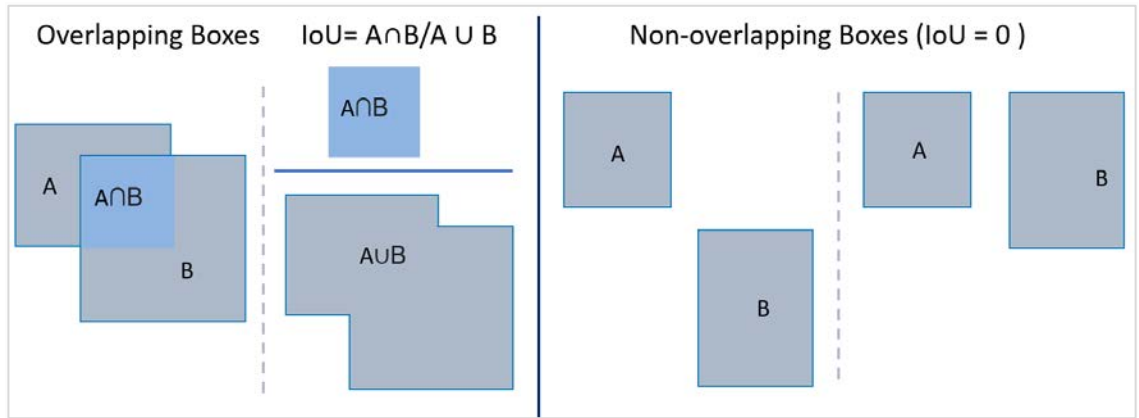 Overlapping Boxes
IoU= A∩B/A ∪ B
A
A∩B
B
A∩B
A∪B
Non-overlapping Boxes (IoU = 0 )
A
B
A
B